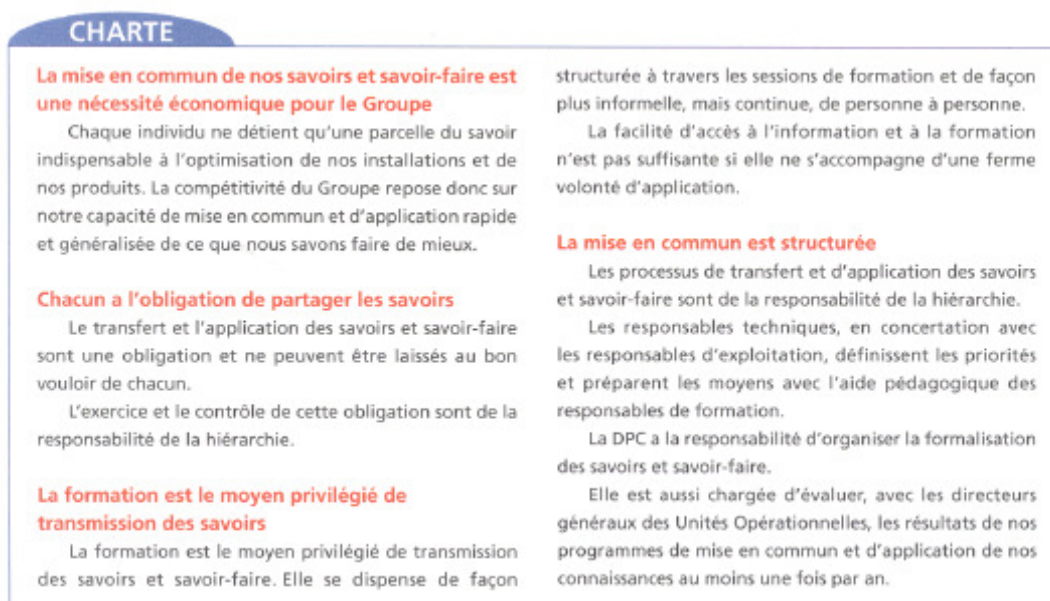 CHARTE
La mise en commun de nos savoirs et savoir-faire est
une nécessité économique pour le Groupe
Chaque individu ne détient qu'une parcelle du savoir
indispensable à l'optimisation de nos installations et de
nos produits. La compétitivité du Groupe repose donc sur
notre capacité de mise en commun et d'application rapide
et généralisée de ce que nous savons faire de mieux.
Chacun a l'obligation de partager les savoirs
Le transfert et l'application des savoirs et savoir-faire
sont une obligation et ne peuvent être laissés au bon
vouloir de chacun.
L'exercice et le contrôle de cette obligation sont de la
responsabilité de la hiérarchie.
La formation est le moyen privilégié de
transmission des savoirs
La formation est le moyen privilégié de transmission
des savoirs et savoir-faire. Elle se dispense de façon
structurée à travers les sessions de formation et de façon
plus informelle, mais continue, de personne à personne.
La facilité d'accès à l'information et à la formation
n'est pas suffisante si elle ne s'accompagne d'une ferme
volonté d'application.
La mise en commun est structurée
Les processus de transfert et d'application des savoirs
et savoir-faire sont de la responsabilité de la hiérarchie.
Les responsables techniques, en concertation avec
les responsables d'exploitation, définissent les priorités
et préparent les moyens avec l'aide pédagogique des
responsables de formation.
La DPC a la responsabilité d'organiser la formalisation
des savoirs et savoir-faire.
Elle est aussi chargée d'évaluer, avec les directeurs
généraux des Unités Opérationnelles, les résultats de nos
programmes de mise en commun et d'application de nos
connaissances au moins une fois par an.